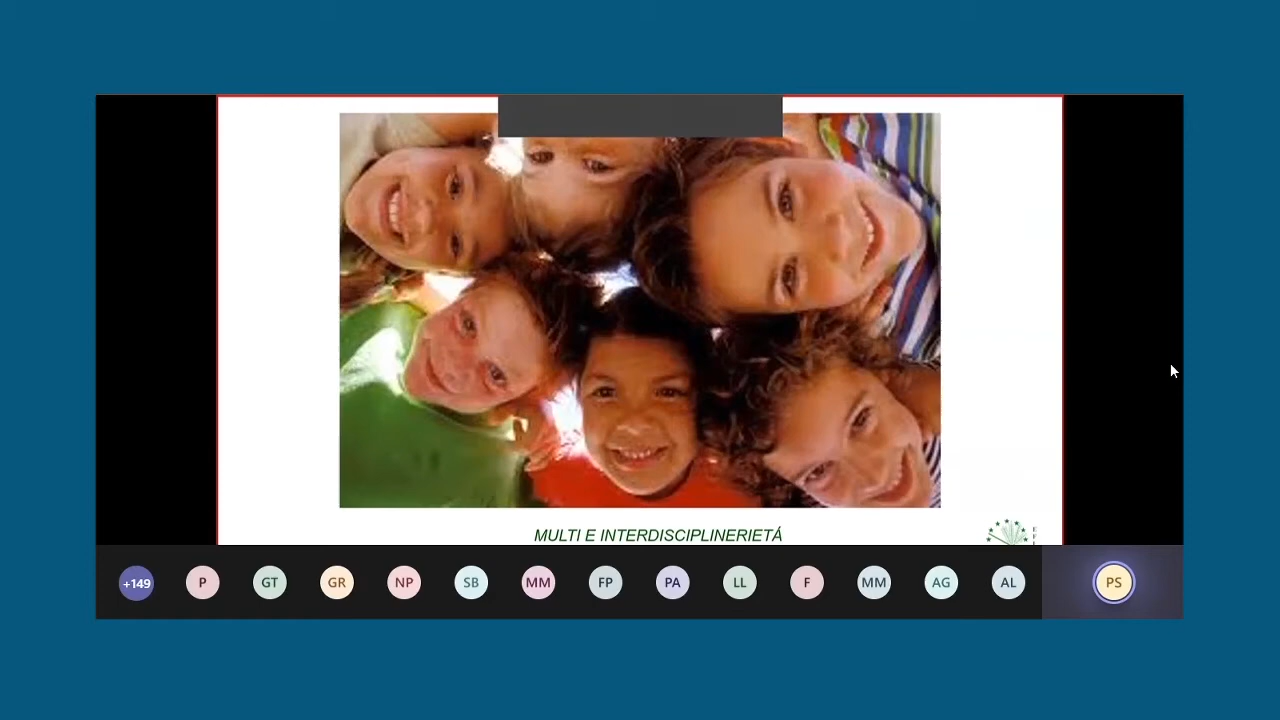 MULTI E INTERDISCIPLINERIETÁ
+149 P GT GR NP SB MM FP PA LL F MM AG AL PS